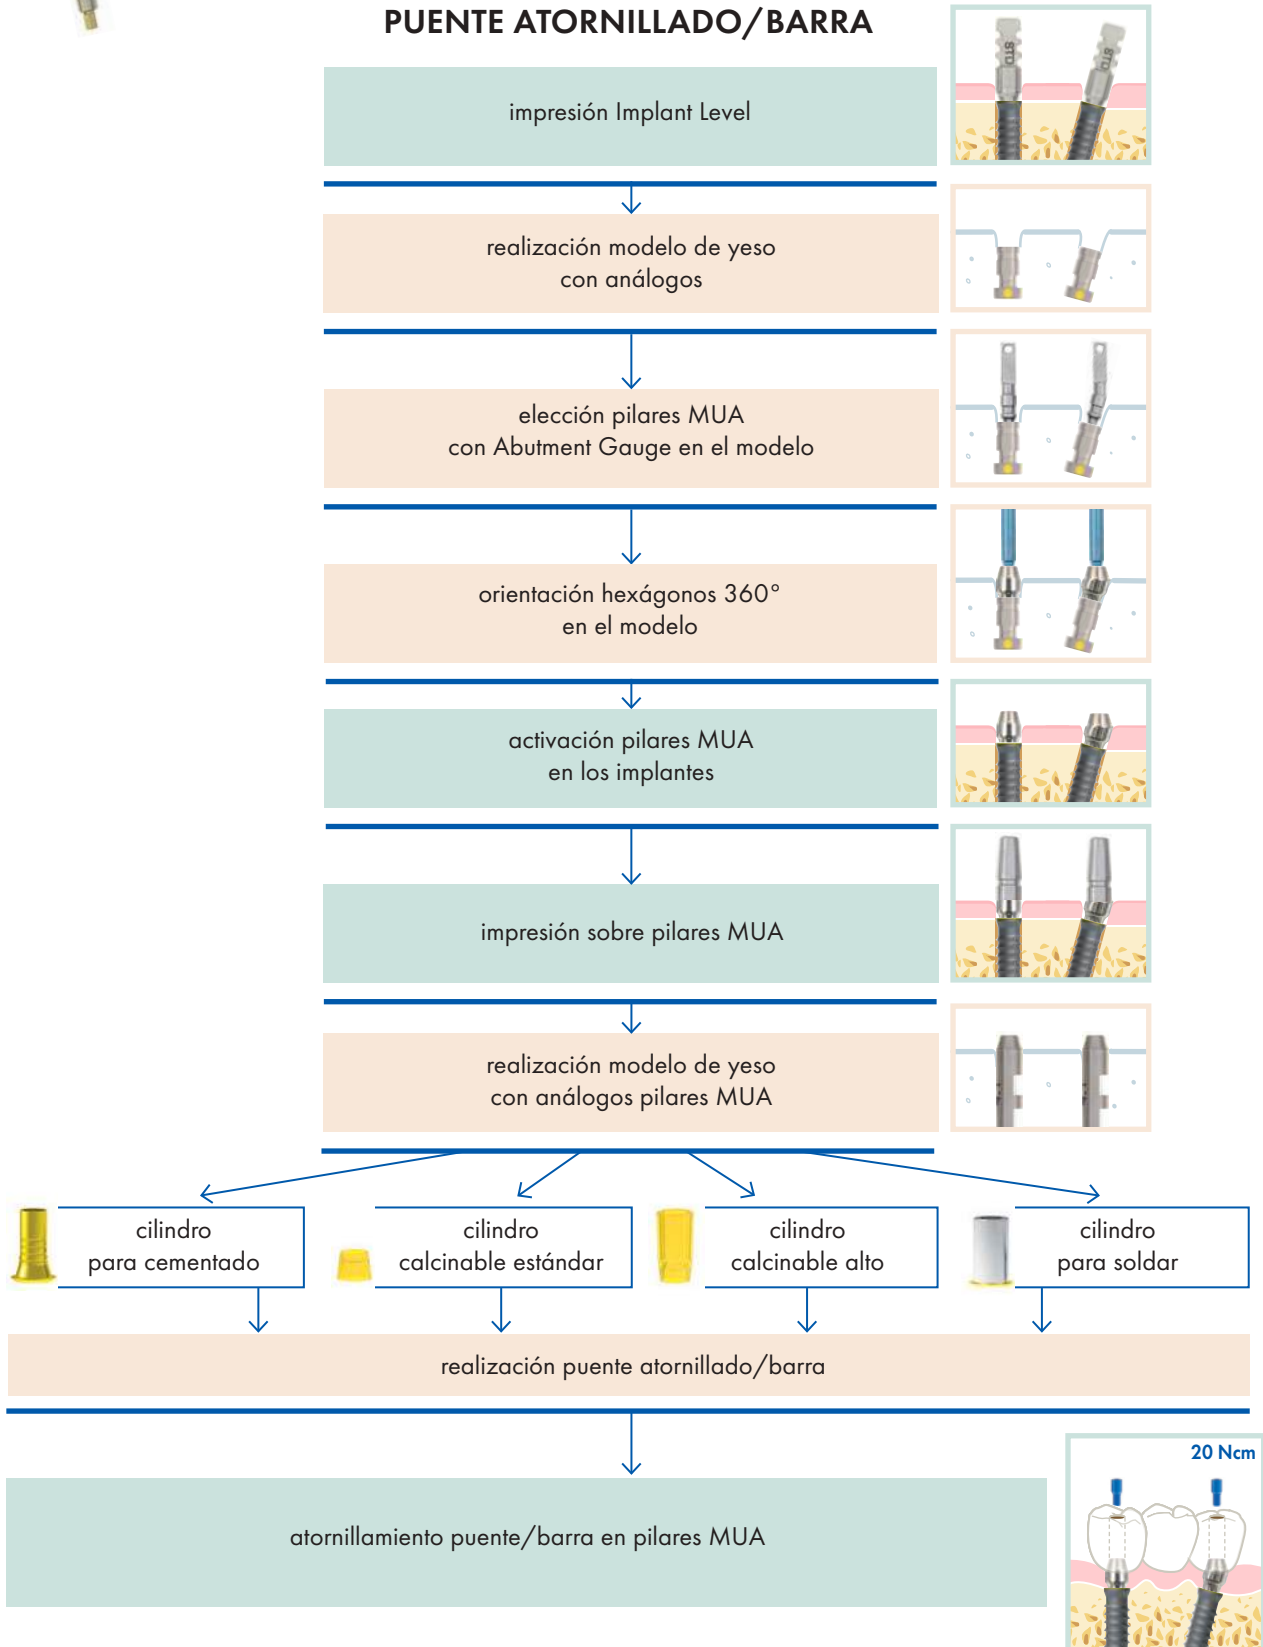 PUENTE ATORNILLADO/BARRA
impresión Implant Level
STD
STD
realización modelo de yeso
con análogos
elección pilares MUA
con Abutment Gauge en el modelo
orientación hexágonos 360°
en el modelo
activación pilares MUA
en los implantes
impresión sobre pilares MUA
realización modelo de yeso
con análogos pilares MUA
cilindro
para cementado
cilindro
calcinable estándar
cilindro
calcinable alto
cilindro
para soldar
realización puente atornillado/barra
20 Ncm
atornillamiento puente/barra en pilares MUA